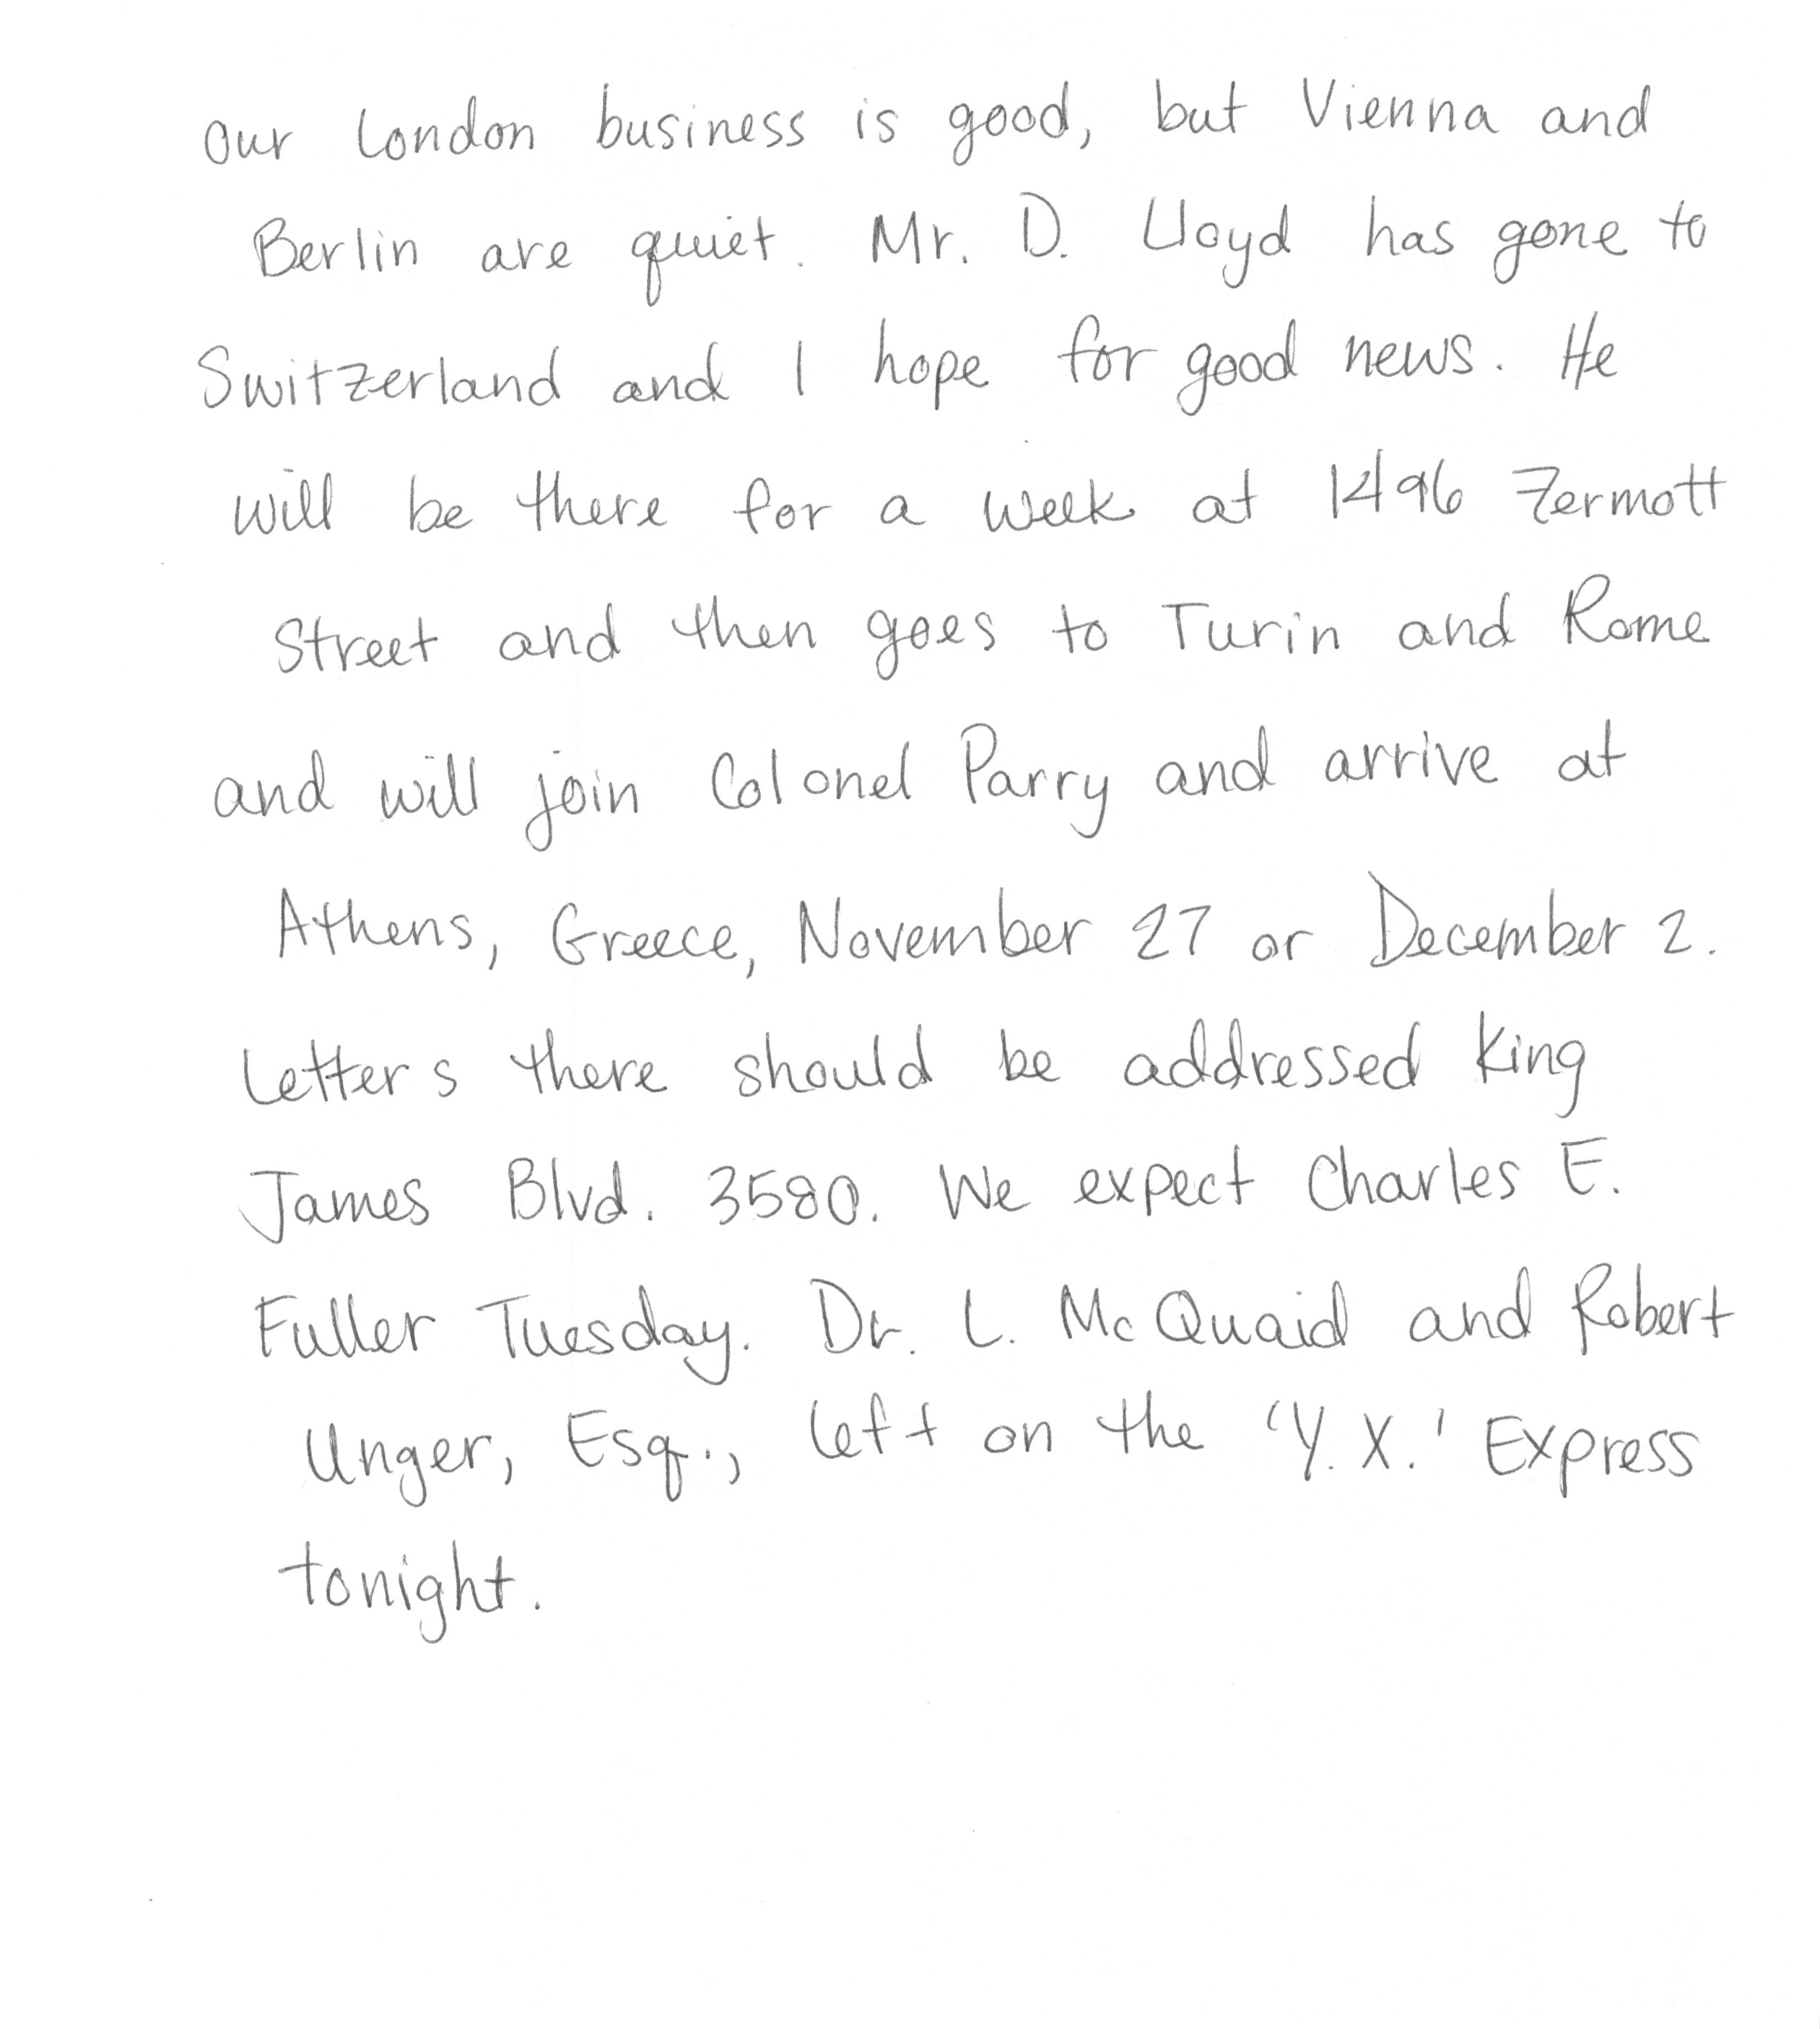 Our London business is good, but Vienna and
Berlin are quiet. Mr. D. Lloyd has gone to
Switzerland and I hope for good news. He
will be there for a week at 1496 Zermott
Street and then goes to Turin and Rome
and will join Colonel Parry and arrive at
Athens, Greece, November 27 or December 2.
Letters there should be addressed King
James Blvd. 3580. We expect Charles E.
Fuller Tuesday. Dr. L. McQuaid and Robert
Unger, Esq., left on the 'Y.X.' Express
tonight.